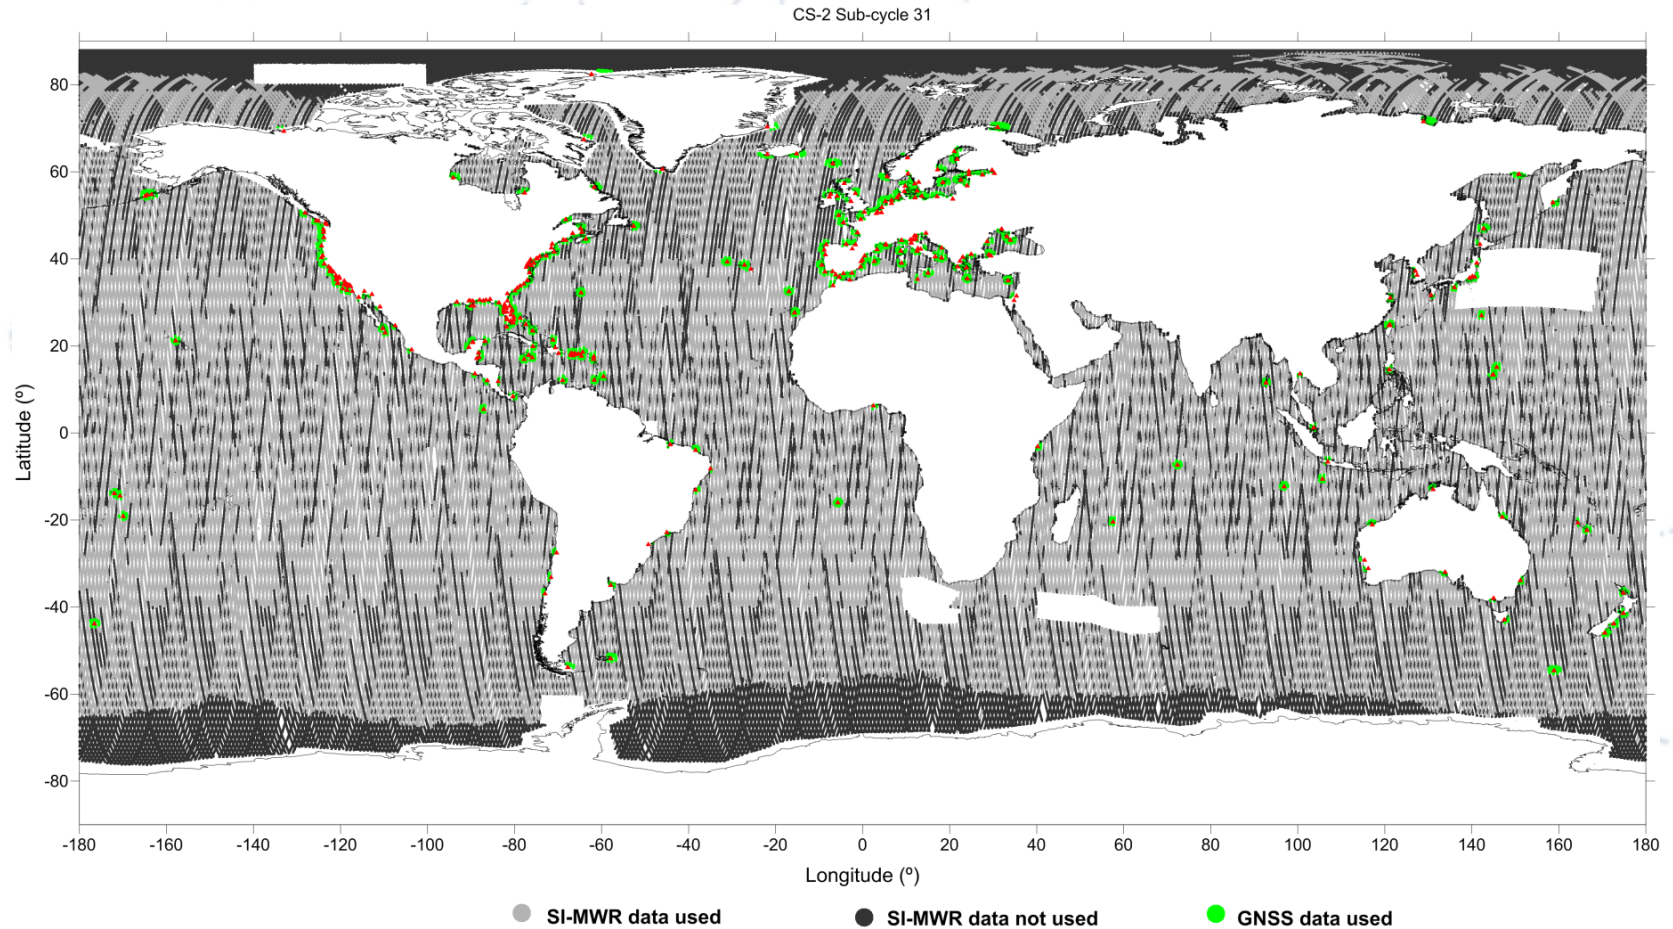 CS-2 Sub-cycle 31
80
60
40
20
0
-20
-40
-60
-80
Latitude (º)
-180 -160 -140 -120 -100 -80 -60 -40 -20 0 20 40 60 80 100 120 140 160 180
Longitude (º)
SI-MWR data used SI-MWR data not used GNSS data used